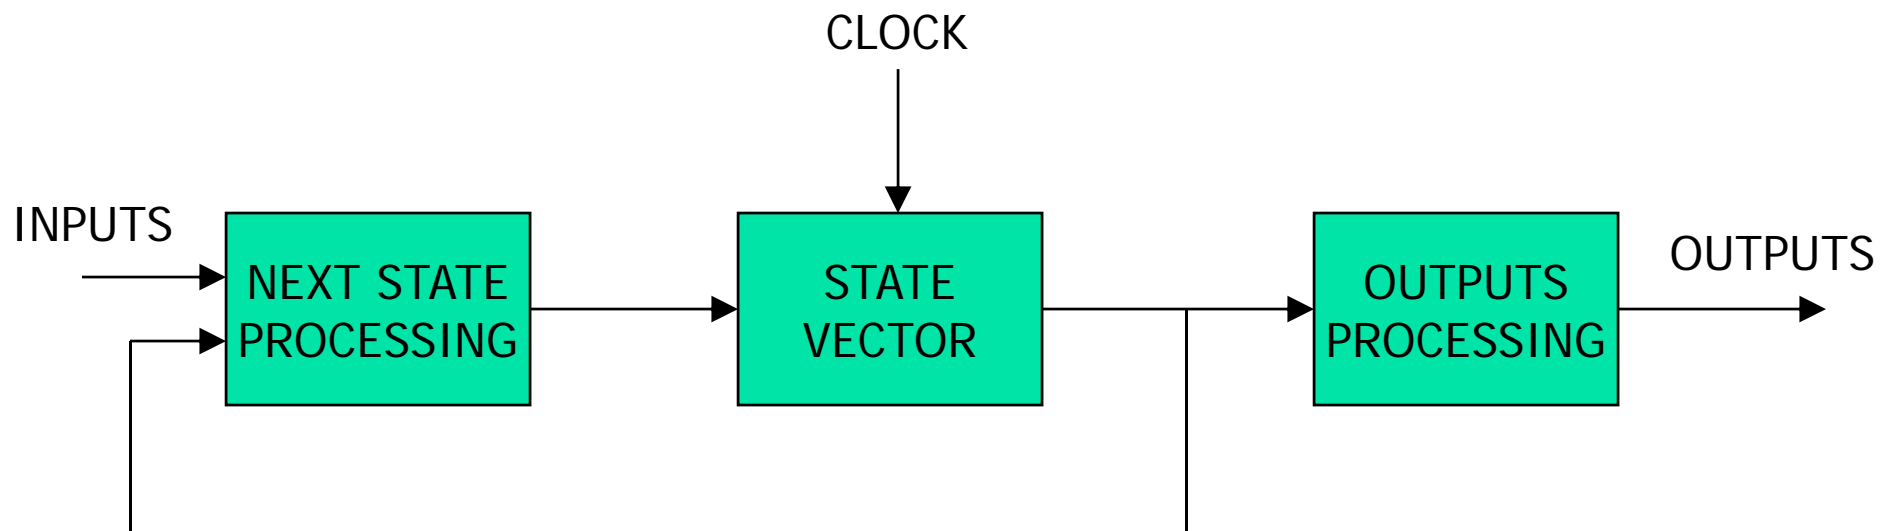 CLOCK
INPUTS
NEXT STATE
PROCESSING
STATE
VECTOR
OUTPUTS
PROCESSING
OUTPUTS